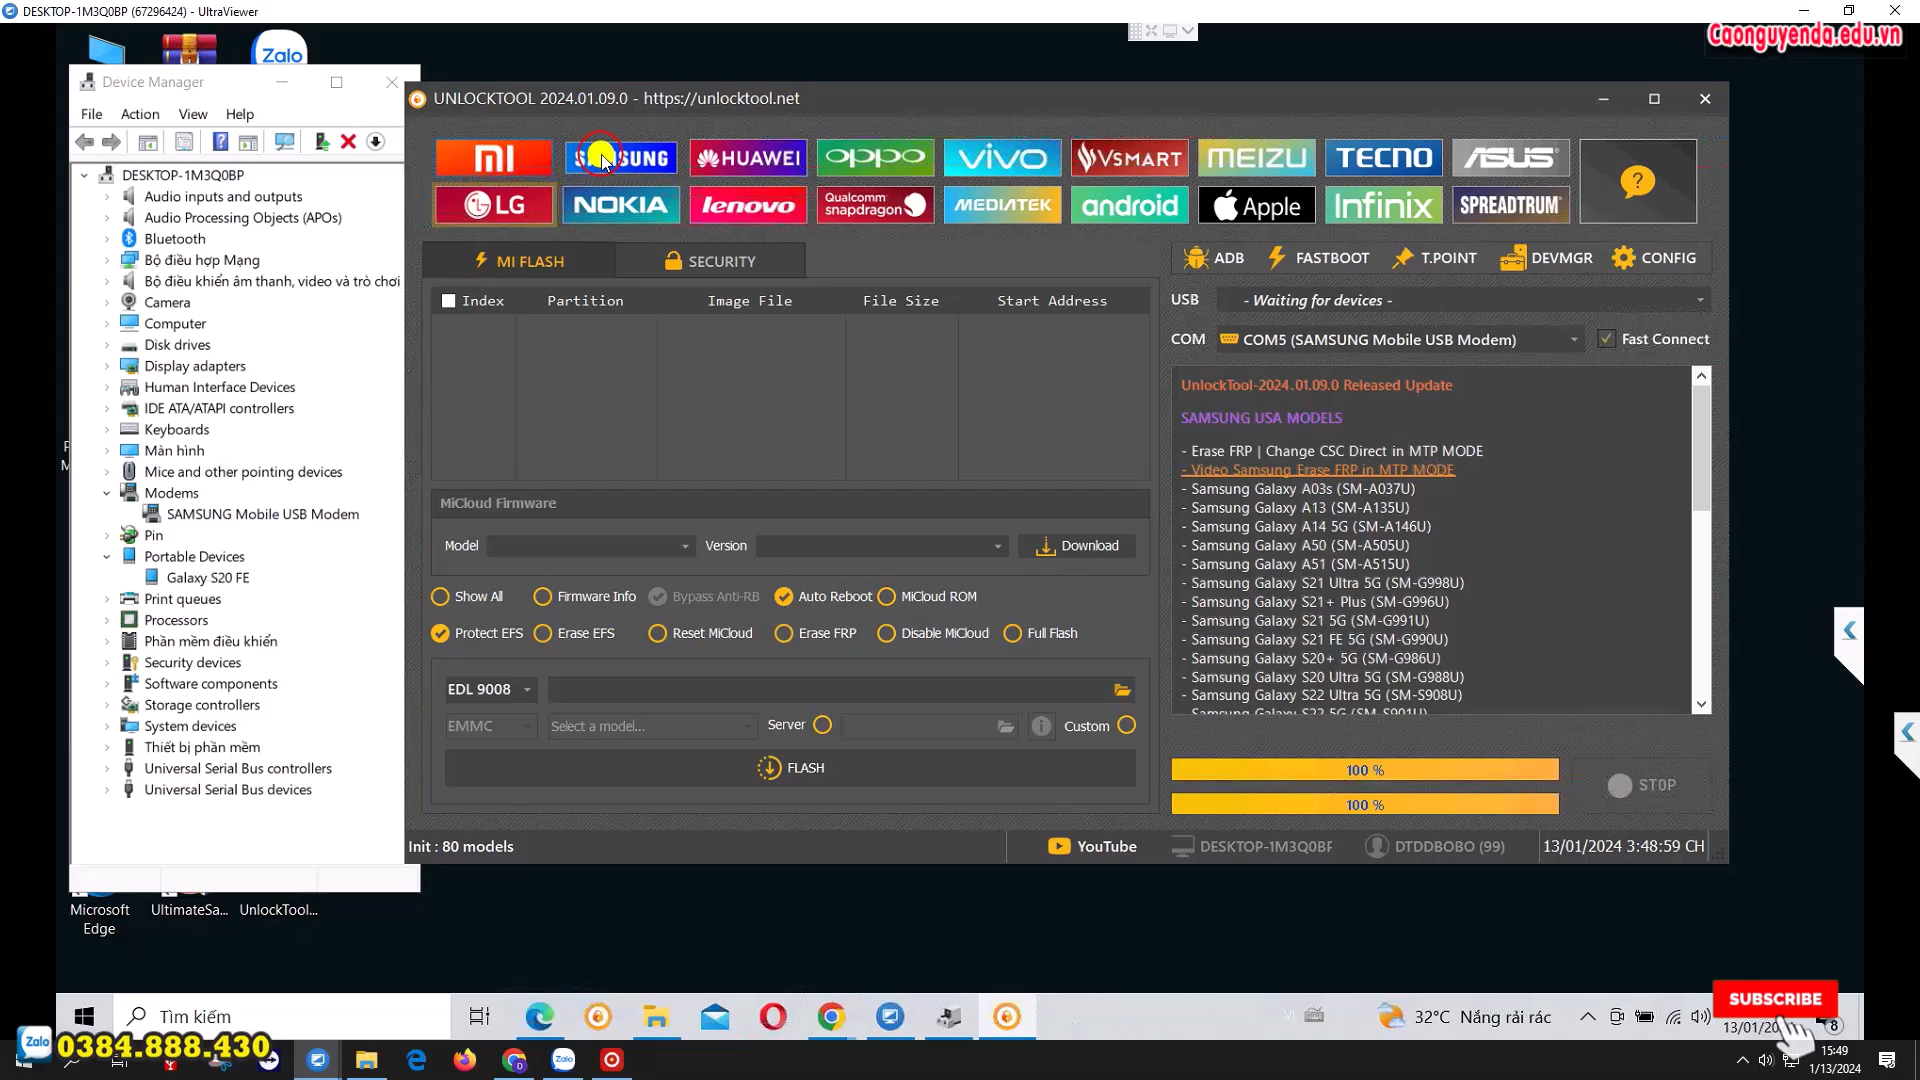 DESKTOP-1M3Q0BP (67296424) - UltraViewer
Caonguyenda.edu.vn
Zalo
Device Manager
File Action View Help
DESKTOP-1M3Q0BP
Audio inputs and outputs
Audio Processing Objects (APOs)
Bluetooth
Bộ điều hợp Mạng
Bộ điều khiển âm thanh, video và trò chơi
Camera
Computer
Disk drives
Display adapters
Human Interface Devices
IDE ATA/ATAPI controllers
Keyboards
Màn hình
Mice and other pointing devices
Modems
SAMSUNG Mobile USB Modem
Pin
Portable Devices
Galaxy S20 FE
Print queues
Processors
Phần mềm điều khiển
Security devices
Software components
Storage controllers
System devices
Thiết bị phần mềm
Universal Serial Bus controllers
Universal Serial Bus devices
UNLOCKTOOL 2024.01.09.0 - https://unlocktool.net
MI SAMSUNG HUAWEI OPPO VIVO VSMART MEIZU TECNO ASUS
LG NOKIA lenovo Qualcomm snapdragon MEDIATEK android Apple Infinix SPREADTRUM
?
MI FLASH SECURITY
Index Partition Image File File Size Start Address
MiCloud Firmware
Model Version Download
Show All Firmware Info Bypass Anti-RB Auto Reboot MiCloud ROM
Protect EFS Erase EFS Reset MiCloud Erase FRP Disable MiCloud Full Flash
EDL 9008
EMMC Select a model... Server Custom
FLASH
ADB FASTBOOT T.POINT DEVMGR CONFIG
USB - Waiting for devices -
COM COM5 (SAMSUNG Mobile USB Modem) Fast Connect
UnlockTool-2024.01.09.0 Released Update
SAMSUNG USA MODELS
- Erase FRP | Change CSC Direct in MTP MODE
- Video Samsung Erase FRP in MTP MODE
- Samsung Galaxy A03s (SM-A037U)
- Samsung Galaxy A13 (SM-A135U)
- Samsung Galaxy A14 5G (SM-A146U)
- Samsung Galaxy A50 (SM-A505U)
- Samsung Galaxy A51 (SM-A515U)
- Samsung Galaxy S21 Ultra 5G (SM-G998U)
- Samsung Galaxy S21+ Plus (SM-G996U)
- Samsung Galaxy S21 5G (SM-G991U)
- Samsung Galaxy S21 FE 5G (SM-G990U)
- Samsung Galaxy S20+ 5G (SM-G986U)
- Samsung Galaxy S20 Ultra 5G (SM-G988U)
- Samsung Galaxy S22 Ultra 5G (SM-S908U)
- Samsung Galaxy S22 5G (SM-S901U)
100 %
100 %
STOP
Init : 80 models
YouTube DESKTOP-1M3Q0BP DTDDBOBO (99) 13/01/2024 3:48:59 CH
Microsoft Edge
UltimateSa...
UnlockTool...
Tìm kiếm
32°C Nắng rải rác
13/01/20
8
SUBSCRIBE
Zalo 0384.888.430
15:49
1/13/2024